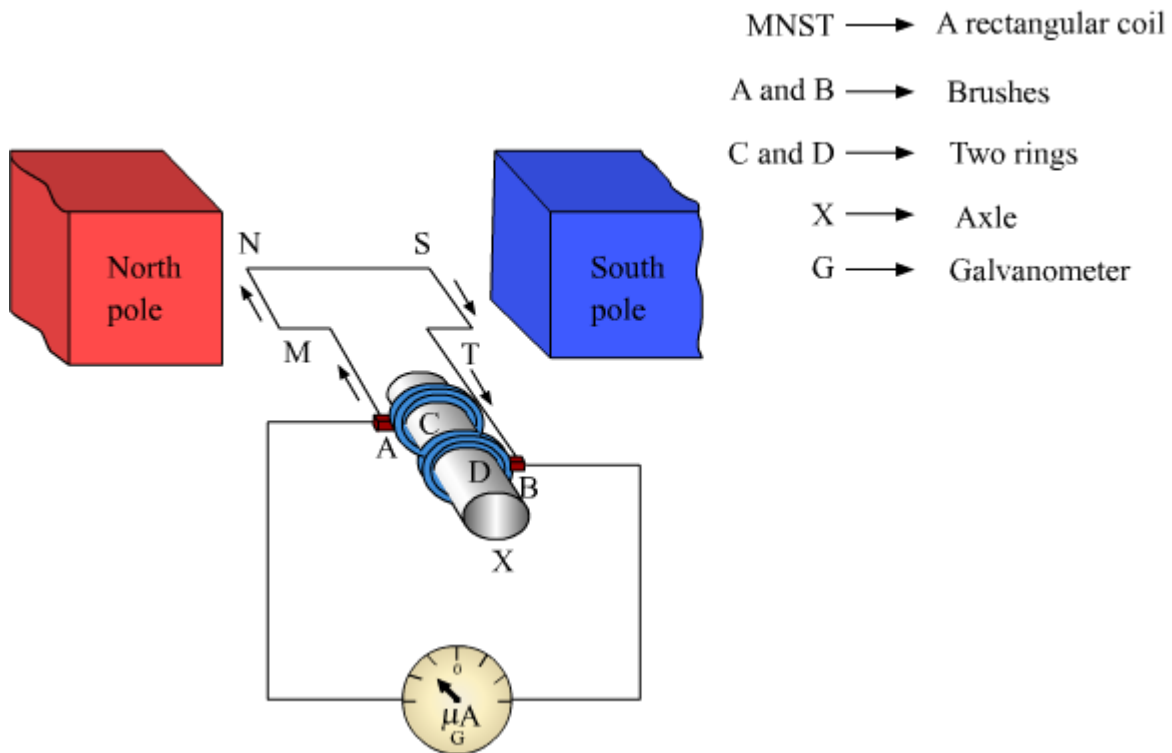 MNST → A rectangular coil
A and B → Brushes
C and D → Two rings
X → Axle
G → Galvanometer
North
pole
South
pole
N
S
M
T
C
A
D
B
X
0
μA
G